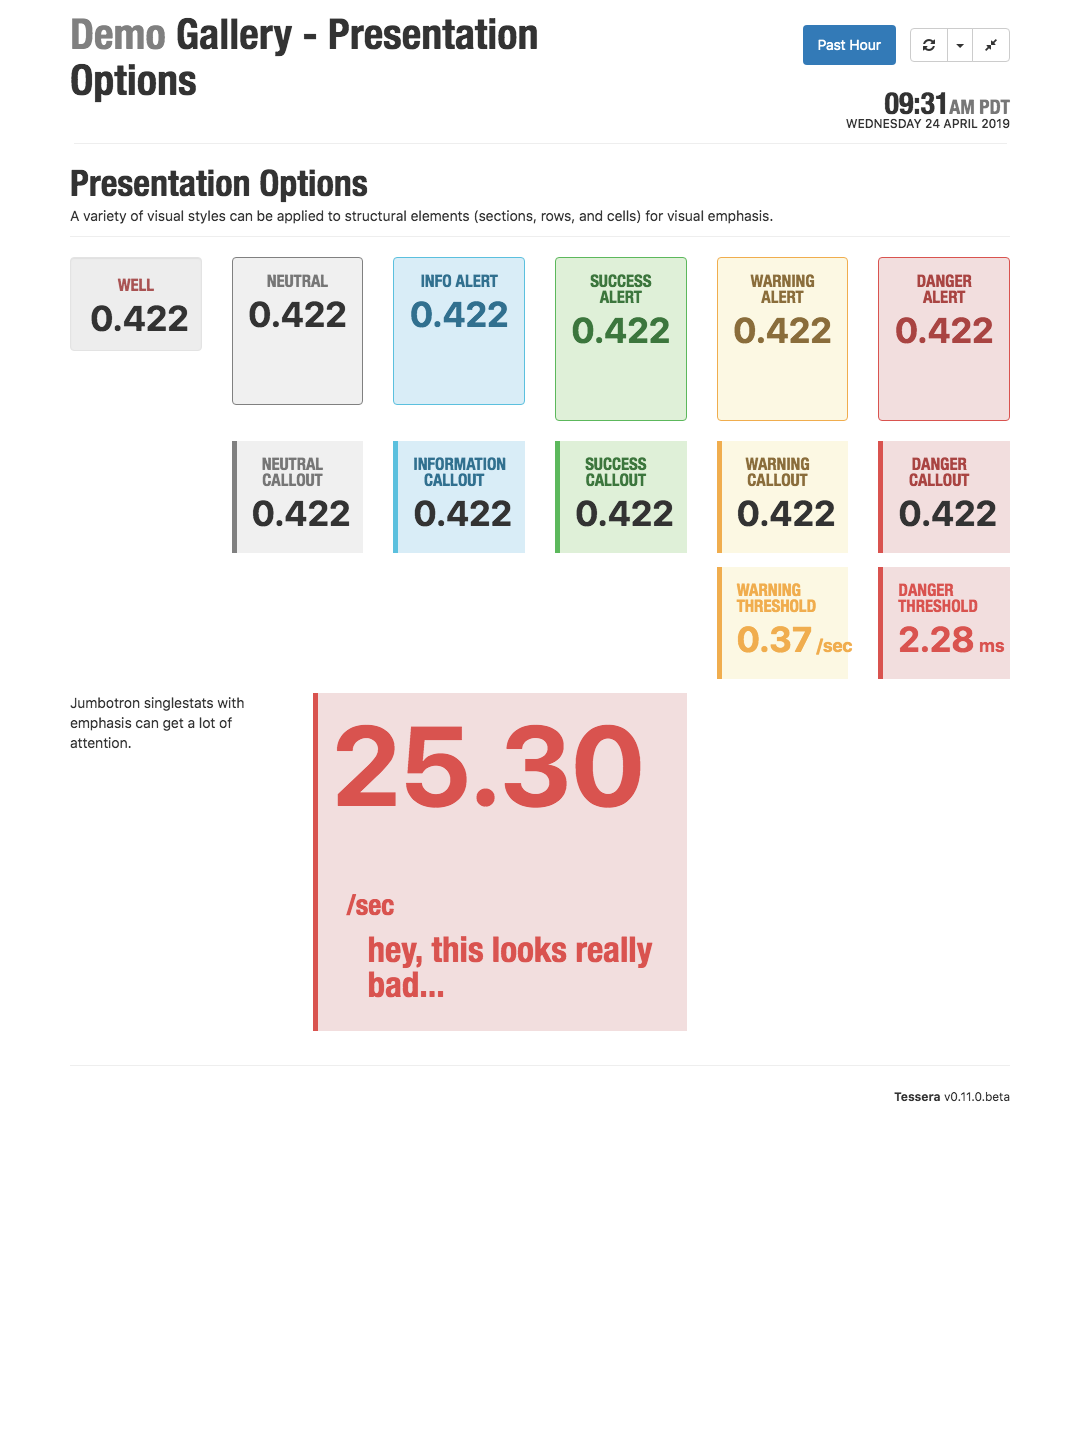 Demo Gallery - Presentation
Options
Past Hour
09:31 AM PDT
WEDNESDAY 24 APRIL 2019
Presentation Options
A variety of visual styles can be applied to structural elements (sections, rows, and cells) for visual emphasis.
WELL
0.422
NEUTRAL
0.422
INFO ALERT
0.422
SUCCESS
ALERT
0.422
WARNING
ALERT
0.422
DANGER
ALERT
0.422
NEUTRAL
CALLOUT
0.422
INFORMATION
CALLOUT
0.422
SUCCESS
CALLOUT
0.422
WARNING
CALLOUT
0.422
DANGER
CALLOUT
0.422
WARNING
THRESHOLD
0.37 /sec
DANGER
THRESHOLD
2.28 ms
Jumbotron singlestats with
emphasis can get a lot of
attention.
25.30
/sec
hey, this looks really
bad...
Tessera v0.11.0.beta